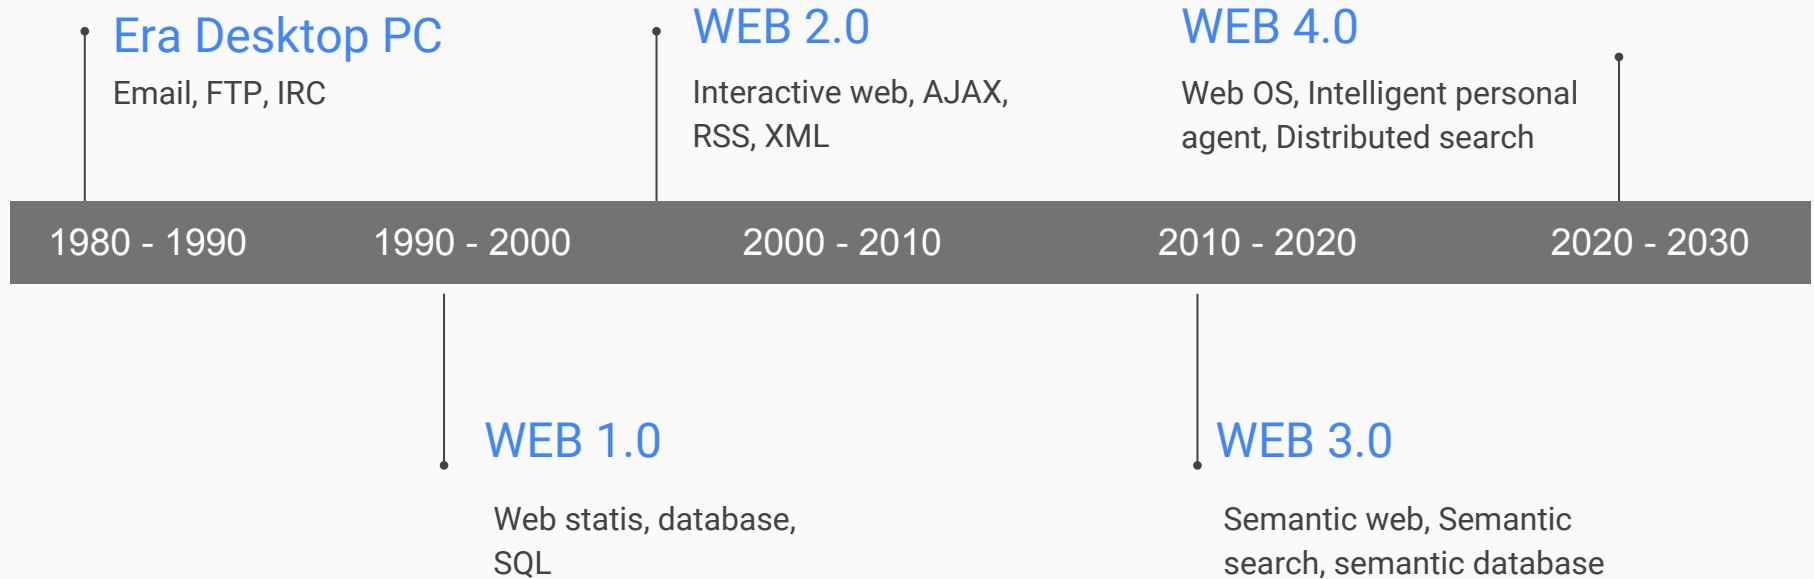 Era Desktop PC
Email, FTP, IRC
WEB 2.0
Interactive web, AJAX,
RSS, XML
WEB 4.0
Web OS, Intelligent personal
agent, Distributed search
1980 - 1990
1990 - 2000
2000 - 2010
2010 - 2020
2020 - 2030
WEB 1.0
Web statis, database,
SQL
WEB 3.0
Semantic web, Semantic
search, semantic database